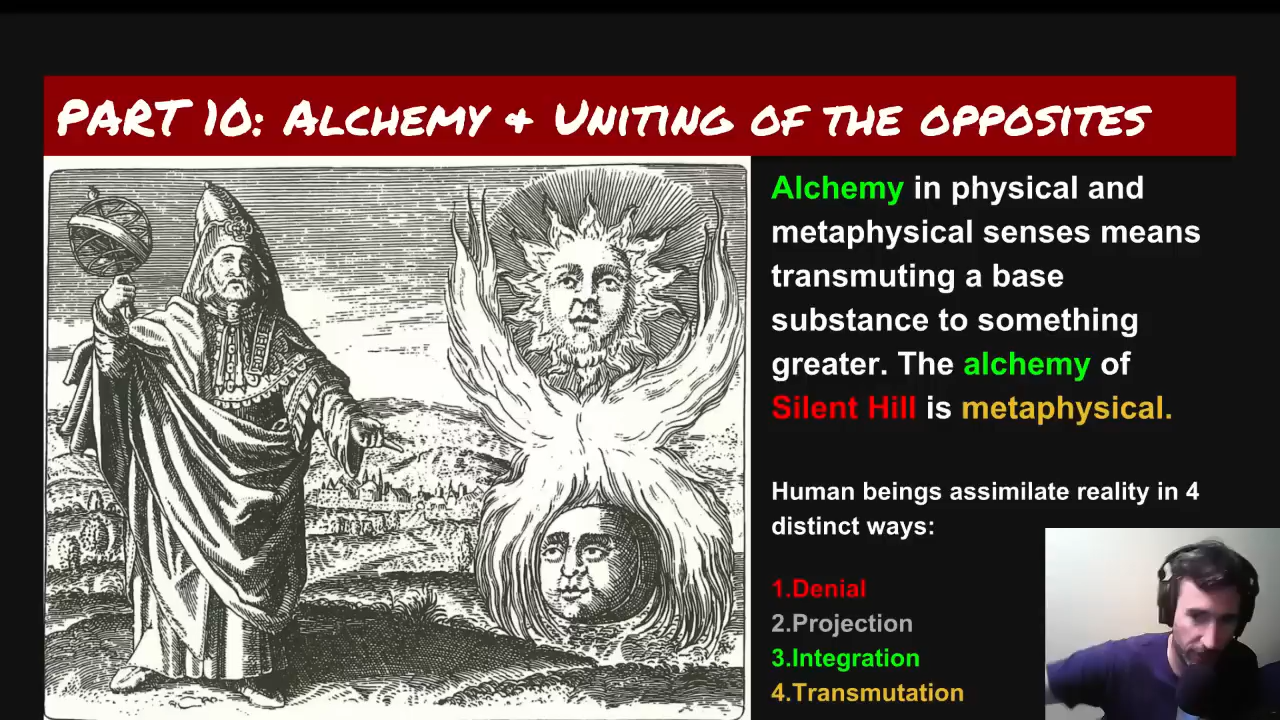 PART 10: ALCHEMY & UNITING OF THE OPPOSITES
Alchemy in physical and
metaphysical senses means
transmuting a base
substance to something
greater. The alchemy of
Silent Hill is metaphysical.
Human beings assimilate reality in 4
distinct ways:
1.Denial
2.Projection
3.Integration
4.Transmutation